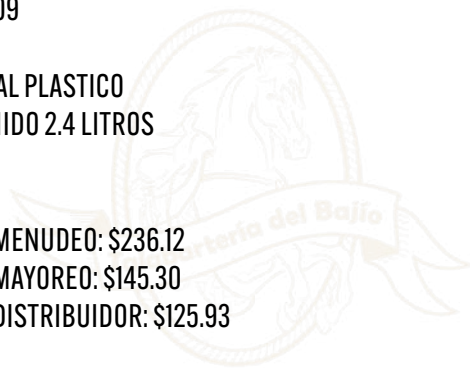 09
AL PLASTICO
IDO 2.4 LITROS
MENUDEO: $236.12
MAYOREO: $145.30
DISTRIBUIDOR: $125.93
Talabartería del Bajío